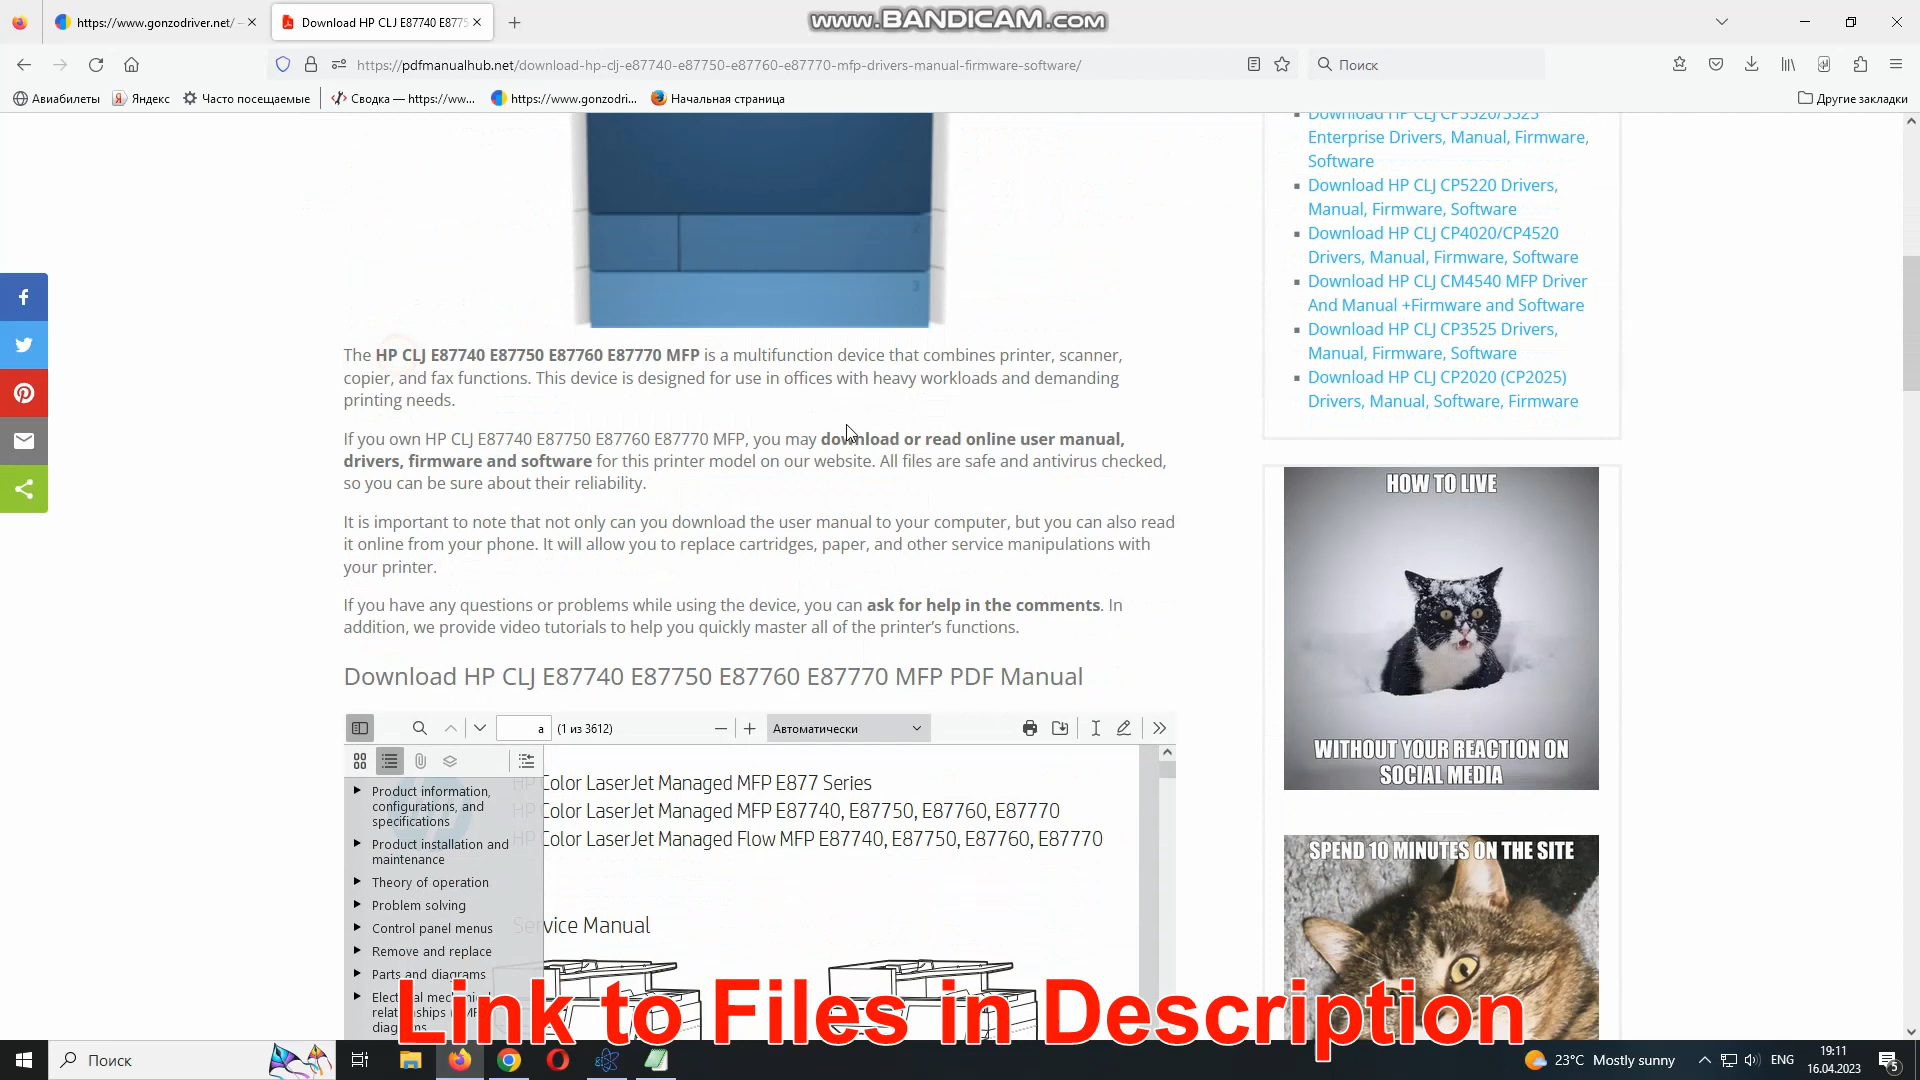 https://www.gonzodriver.net/ –
Download HP CLJ E87740 E8775
www.BANDICAM.com
https://pdfmanualhub.net/download-hp-clj-e87740-e87750-e87760-e87770-mfp-drivers-manual-firmware-software/
Поиск
Авиабилеты
Яндекс
Часто посещаемые
Сводка — https://ww...
https://www.gonzodri...
Начальная страница
Другие закладки
Download HP CLJ CP5520/5525
Enterprise Drivers, Manual, Firmware,
Software
Download HP CLJ CP5220 Drivers,
Manual, Firmware, Software
Download HP CLJ CP4020/CP4520
Drivers, Manual, Firmware, Software
Download HP CLJ CM4540 MFP Driver
And Manual +Firmware and Software
Download HP CLJ CP3525 Drivers,
Manual, Firmware, Software
Download HP CLJ CP2020 (CP2025)
Drivers, Manual, Software, Firmware
2
3
The HP CLJ E87740 E87750 E87760 E87770 MFP is a multifunction device that combines printer, scanner,
copier, and fax functions. This device is designed for use in offices with heavy workloads and demanding
printing needs.
If you own HP CLJ E87740 E87750 E87760 E87770 MFP, you may download or read online user manual,
drivers, firmware and software for this printer model on our website. All files are safe and antivirus checked,
so you can be sure about their reliability.
It is important to note that not only can you download the user manual to your computer, but you can also read
it online from your phone. It will allow you to replace cartridges, paper, and other service manipulations with
your printer.
If you have any questions or problems while using the device, you can ask for help in the comments. In
addition, we provide video tutorials to help you quickly master all of the printer's functions.
Download HP CLJ E87740 E87750 E87760 E87770 MFP PDF Manual
a
(1 из 3612)
Автоматически
Product information,
configurations, and
specifications
Product installation and
maintenance
Theory of operation
Problem solving
Control panel menus
Remove and replace
Parts and diagrams
HP Color LaserJet Managed MFP E877 Series
HP Color LaserJet Managed MFP E87740, E87750, E87760, E87770
HP Color LaserJet Managed Flow MFP E87740, E87750, E87760, E87770
Service Manual
HOW TO LIVE
WITHOUT YOUR REACTION ON
SOCIAL MEDIA
SPEND 10 MINUTES ON THE SITE
Link to Files in Description
Поиск
23°C Mostly sunny
ENG
19:11
16.04.2023
5